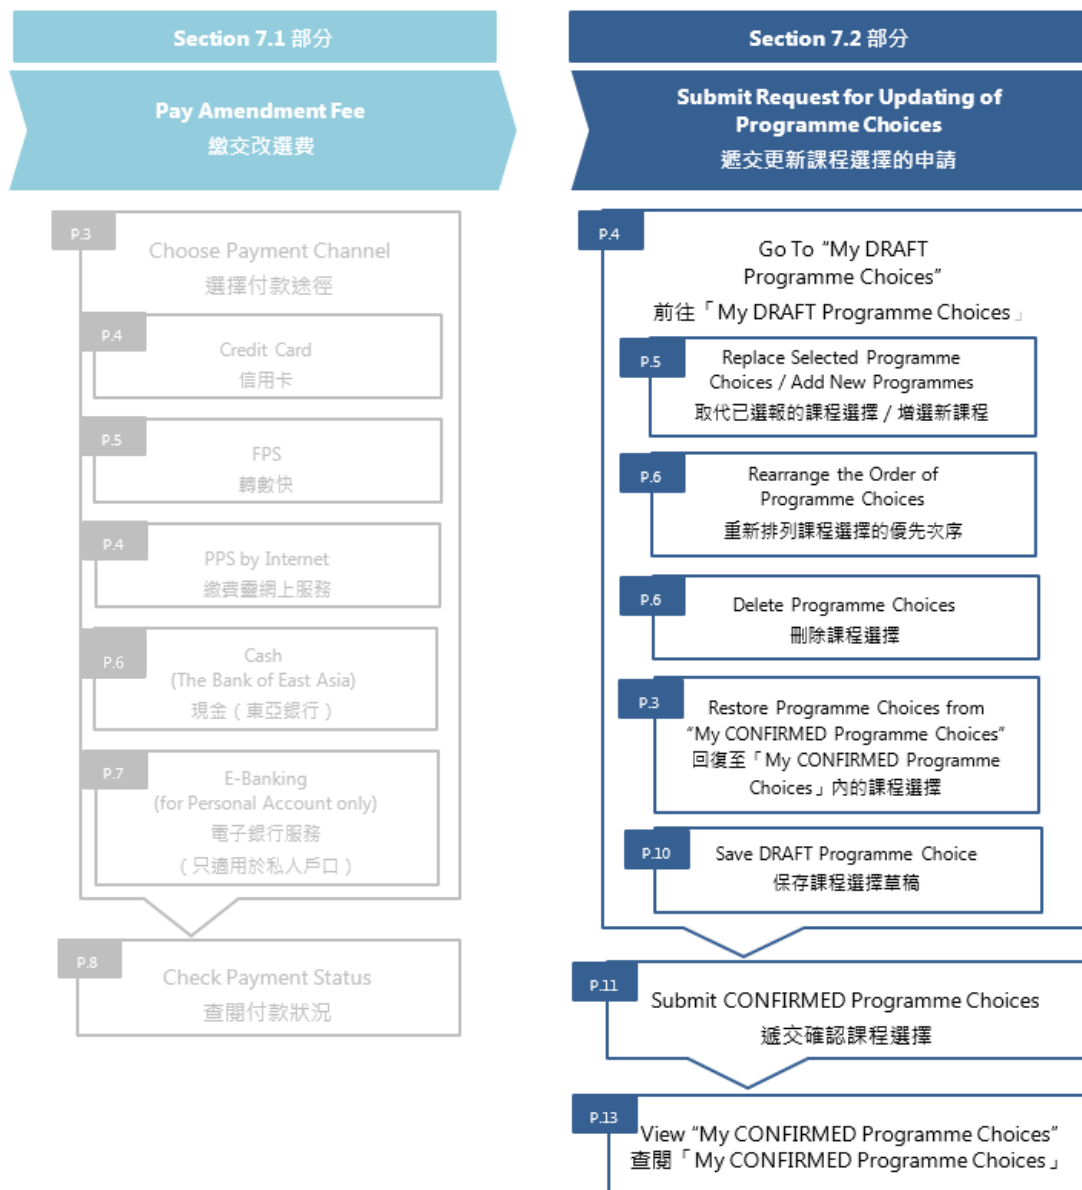 Section 7.1 部分
Pay Amendment Fee
繳交改選費
P.3
Choose Payment Channel
選擇付款途徑
P.4
Credit Card
信用卡
P.5
FPS
轉數快
P.4
PPS by Internet
繳費靈網上服務
P.6
Cash
(The Bank of East Asia)
現金（東亞銀行）
P.7
E-Banking
(for Personal Account only)
電子銀行服務
（只適用於私人戶口）
P.8
Check Payment Status
查閱付款狀況
Section 7.2 部分
Submit Request for Updating of
Programme Choices
遞交更新課程選擇的申請
P.4
Go To “My DRAFT
Programme Choices”
前往「My DRAFT Programme Choices」
P.5
Replace Selected Programme
Choices / Add New Programmes
取代已選報的課程選擇 / 增選新課程
P.6
Rearrange the Order of
Programme Choices
重新排列課程選擇的優先次序
P.6
Delete Programme Choices
刪除課程選擇
P.3
Restore Programme Choices from
“My CONFIRMED Programme Choices”
回復至「My CONFIRMED Programme
Choices」內的課程選擇
P.10
Save DRAFT Programme Choice
保存課程選擇草稿
P.11
Submit CONFIRMED Programme Choices
遞交確認課程選擇
P.13
View “My CONFIRMED Programme Choices”
查閱「My CONFIRMED Programme Choices」